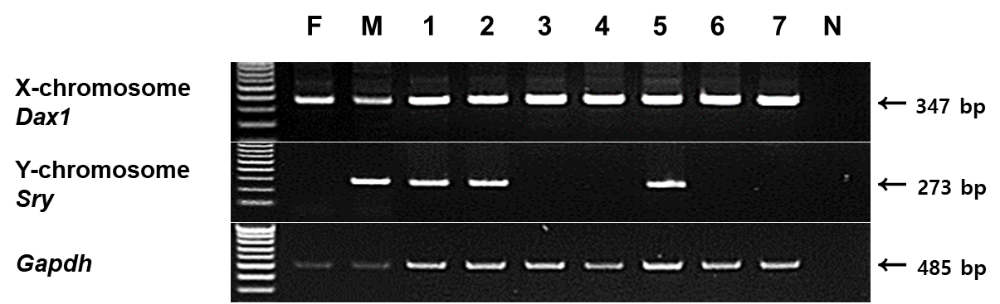 F M 1 2 3 4 5 6 7 N
X-chromosome
Dax1
← 347 bp
Y-chromosome
Sry
← 273 bp
Gapdh
← 485 bp